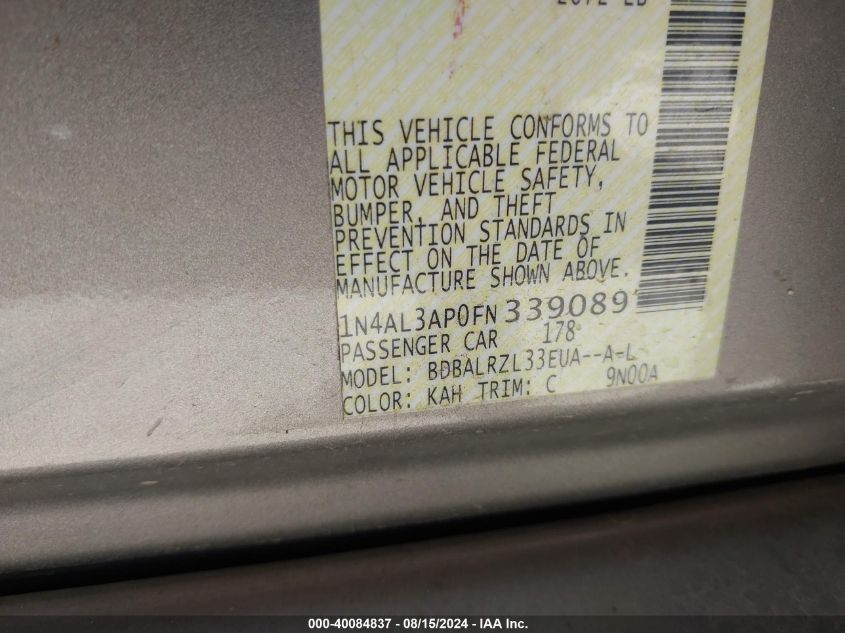 THIS VEHICLE CONFORMS TO
ALL APPLICABLE FEDERAL
MOTOR VEHICLE SAFETY,
BUMPER, AND THEFT
PREVENTION STANDARDS IN
EFFECT ON THE DATE OF
MANUFACTURE SHOWN ABOVE.
1N4AL3AP0FN 339089
PASSENGER CAR 178
MODEL: BDBALRZL33EUA--A-L
COLOR: KAH TRIM: C 9N00A
000-40084837 - 08/15/2024 - IAA Inc.